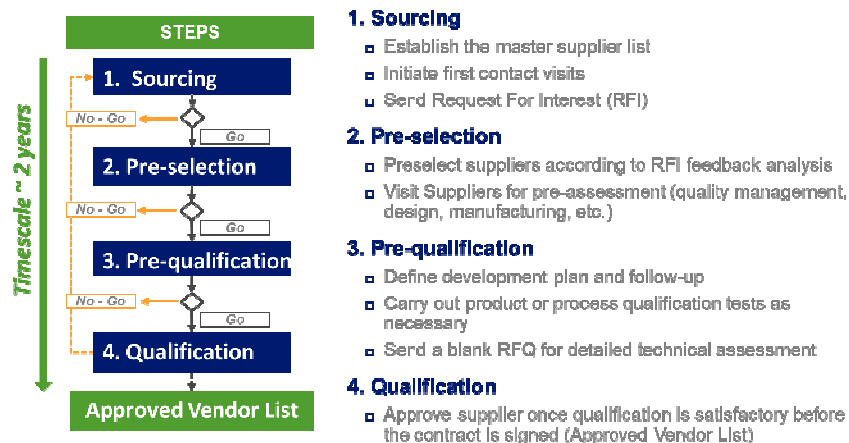 STEPS
Timescale ~ 2 years
1. Sourcing
No - Go
Go
2. Pre-selection
No - Go
Go
3. Pre-qualification
No - Go
Go
4. Qualification
Approved Vendor List
1. Sourcing
Establish the master supplier list
Initiate first contact visits
Send Request For Interest (RFI)
2. Pre-selection
Preselect suppliers according to RFI feedback analysis
Visit Suppliers for pre-assessment (quality management,
design, manufacturing, etc.)
3. Pre-qualification
Define development plan and follow-up
Carry out product or process qualification tests as
necessary
Send a blank RFQ for detailed technical assessment
4. Qualification
Approve supplier once qualification is satisfactory before
the contract is signed (Approved Vendor List)